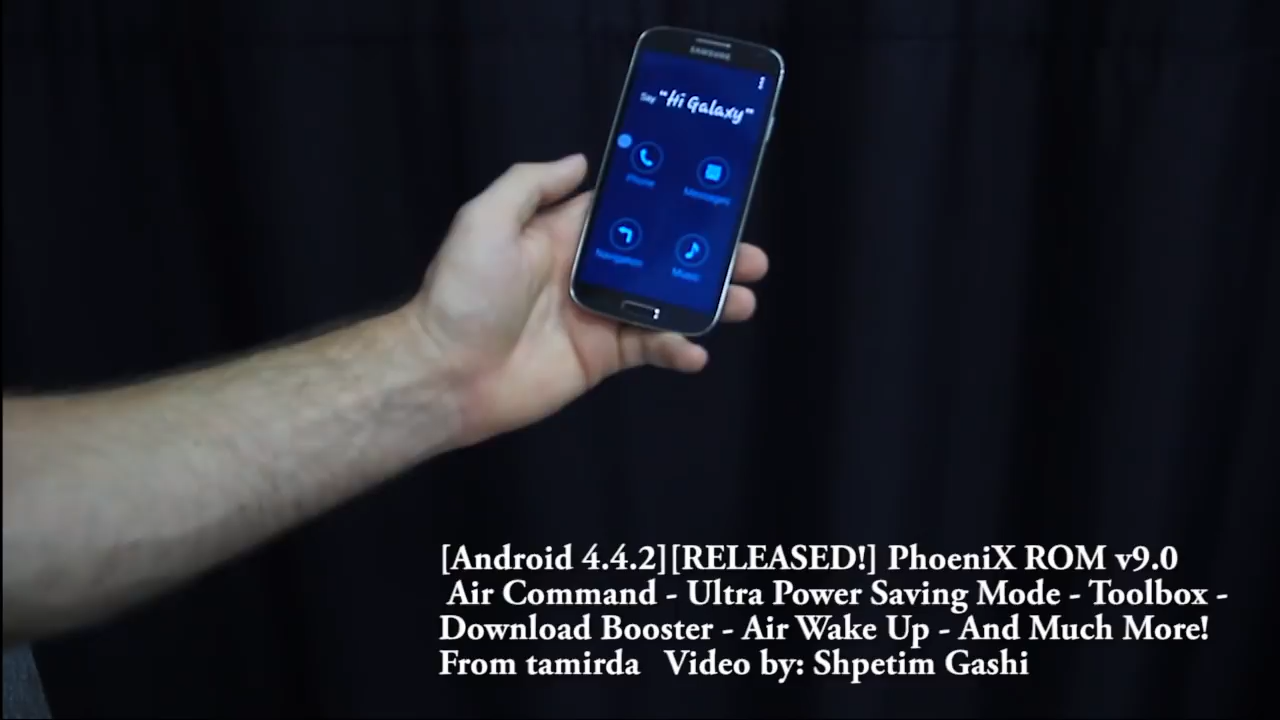 SAMSUNG
Say "Hi Galaxy"
Phone Messages
Navigation Music
[Android 4.4.2][RELEASED!] PhoeniX ROM v9.0
Air Command - Ultra Power Saving Mode - Toolbox -
Download Booster - Air Wake Up - And Much More!
From tamirda Video by: Shpetim Gashi